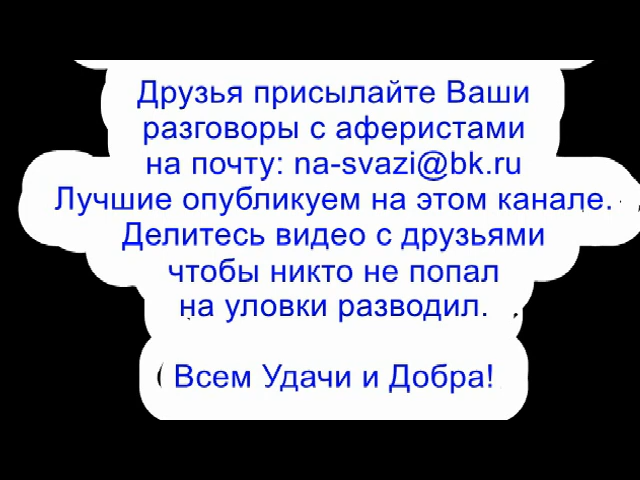 Друзья присылайте Ваши
разговоры с аферистами
на почту: na-svazi@bk.ru
Лучшие опубликуем на этом канале.
Делитесь видео с друзьями
чтобы никто не попал
на уловки разводил.
Всем Удачи и Добра!